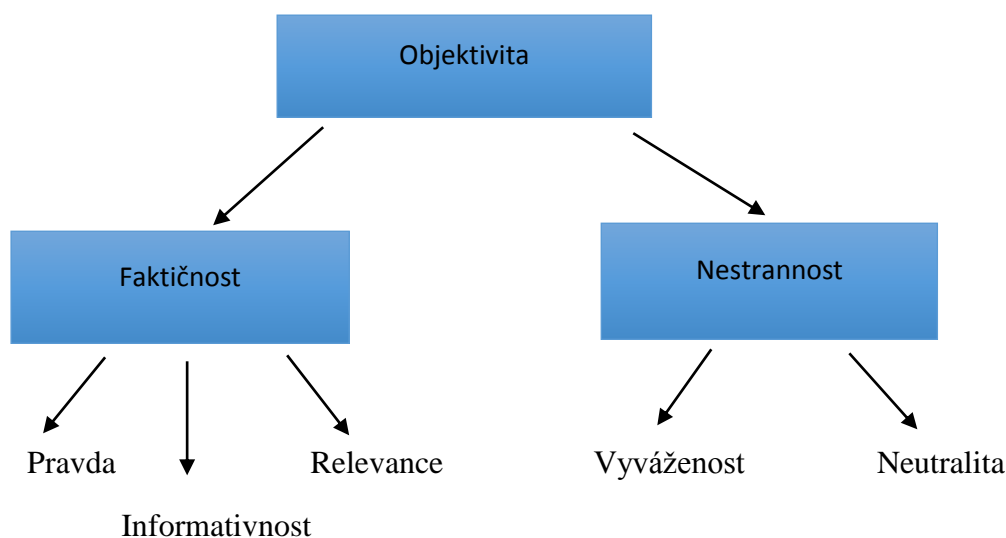 Objektivita
Faktičnost
Nestrannost
Pravda
Relevance
Vyváženost
Neutralita
Informativnost